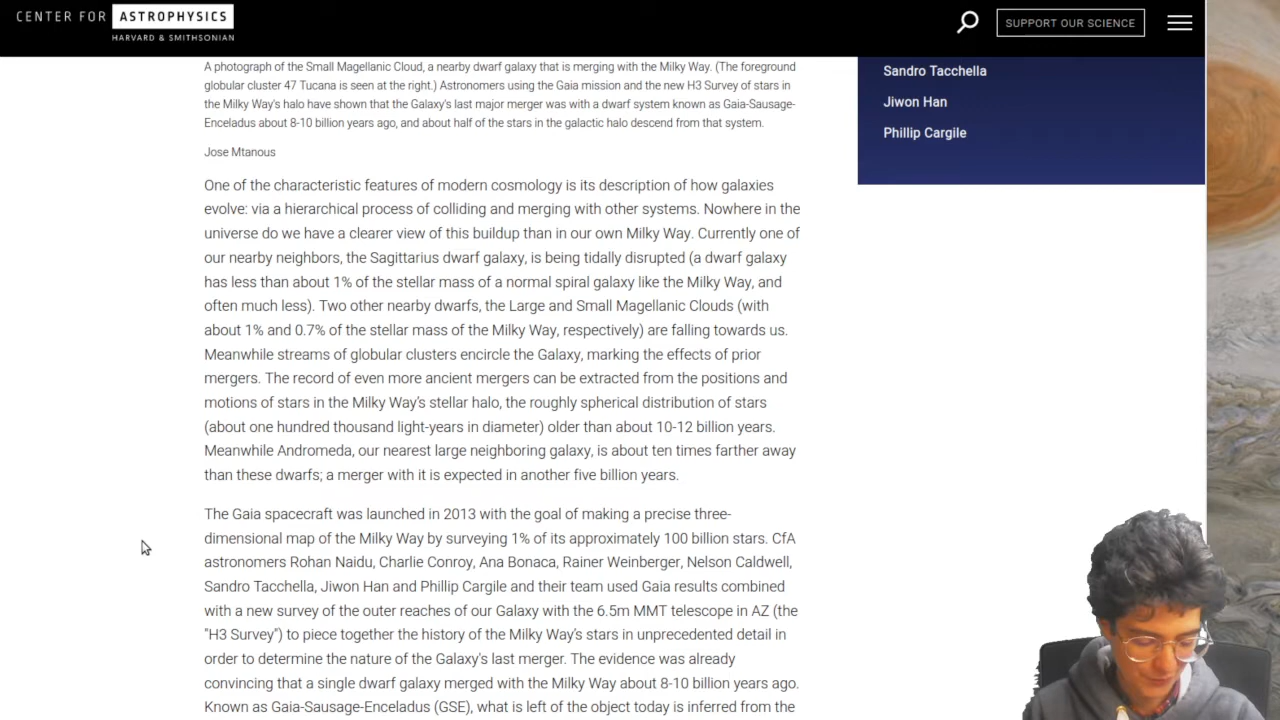 CENTER FOR ASTROPHYSICS
HARVARD & SMITHSONIAN
SUPPORT OUR SCIENCE
A photograph of the Small Magellanic Cloud, a nearby dwarf galaxy that is merging with the Milky Way. (The foreground
globular cluster 47 Tucana is seen at the right.) Astronomers using the Gaia mission and the new H3 Survey of stars in
the Milky Way's halo have shown that the Galaxy's last major merger was with a dwarf system known as Gaia-Sausage-
Enceladus about 8-10 billion years ago, and about half of the stars in the galactic halo descend from that system.
Jose Mtanous
One of the characteristic features of modern cosmology is its description of how galaxies
evolve: via a hierarchical process of colliding and merging with other systems. Nowhere in the
universe do we have a clearer view of this buildup than in our own Milky Way. Currently one of
our nearby neighbors, the Sagittarius dwarf galaxy, is being tidally disrupted (a dwarf galaxy
has less than about 1% of the stellar mass of a normal spiral galaxy like the Milky Way, and
often much less). Two other nearby dwarfs, the Large and Small Magellanic Clouds (with
about 1% and 0.7% of the stellar mass of the Milky Way, respectively) are falling towards us.
Meanwhile streams of globular clusters encircle the Galaxy, marking the effects of prior
mergers. The record of even more ancient mergers can be extracted from the positions and
motions of stars in the Milky Way's stellar halo, the roughly spherical distribution of stars
(about one hundred thousand light-years in diameter) older than about 10-12 billion years.
Meanwhile Andromeda, our nearest large neighboring galaxy, is about ten times farther away
than these dwarfs; a merger with it is expected in another five billion years.
The Gaia spacecraft was launched in 2013 with the goal of making a precise three-
dimensional map of the Milky Way by surveying 1% of its approximately 100 billion stars. CfA
astronomers Rohan Naidu, Charlie Conroy, Ana Bonaca, Rainer Weinberger, Nelson Caldwell,
Sandro Tacchella, Jiwon Han and Phillip Cargile and their team used Gaia results combined
with a new survey of the outer reaches of our Galaxy with the 6.5m MMT telescope in AZ (the
"H3 Survey") to piece together the history of the Milky Way's stars in unprecedented detail in
order to determine the nature of the Galaxy's last merger. The evidence was already
convincing that a single dwarf galaxy merged with the Milky Way about 8-10 billion years ago.
Known as Gaia-Sausage-Enceladus (GSE), what is left of the object today is inferred from the
Sandro Tacchella
Jiwon Han
Phillip Cargile